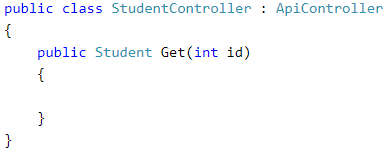 public class StudentController : ApiController
{
    public Student Get(int id)
    {
    }
}